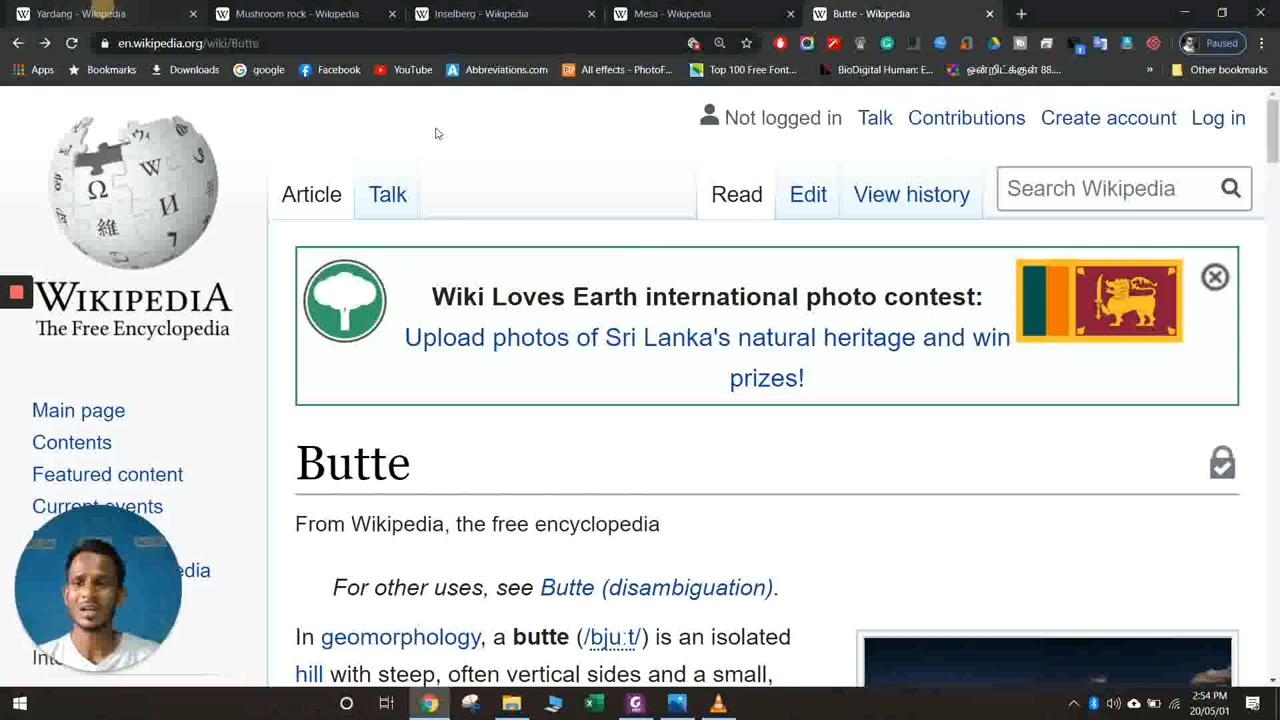 Yardang - Wikipedia
Mushroom rock - Wikipedia
Inselberg - Wikipedia
Mesa - Wikipedia
Butte - Wikipedia
en.wikipedia.org/wiki/Butte
Paused
Apps
Bookmarks
Downloads
google
Facebook
YouTube
Abbreviations.com
All effects - PhotoF...
Top 100 Free Font...
BioDigital Human: E...
ஒன்றிட்க்குள் 88....
»
Other bookmarks
Not logged in Talk Contributions Create account Log in
Article Talk
Read Edit View history
Search Wikipedia
WIKIPEDIA
The Free Encyclopedia
Wiki Loves Earth international photo contest:
Upload photos of Sri Lanka's natural heritage and win
prizes!
Main page
Contents
Featured content
Current events
Butte
From Wikipedia, the free encyclopedia
For other uses, see Butte (disambiguation).
In geomorphology, a butte (/bjuːt/) is an isolated
hill with steep, often vertical sides and a small,
2:54 PM
20/05/01